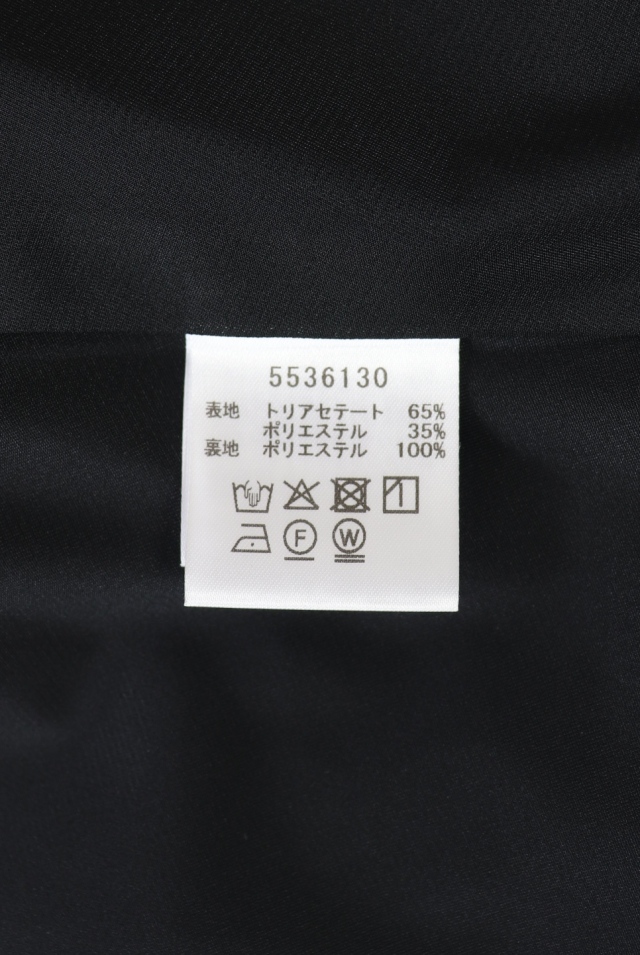 5536130
表地 トリアセテート 65%
ポリエステル 35%
裏地 ポリエステル 100%
F W